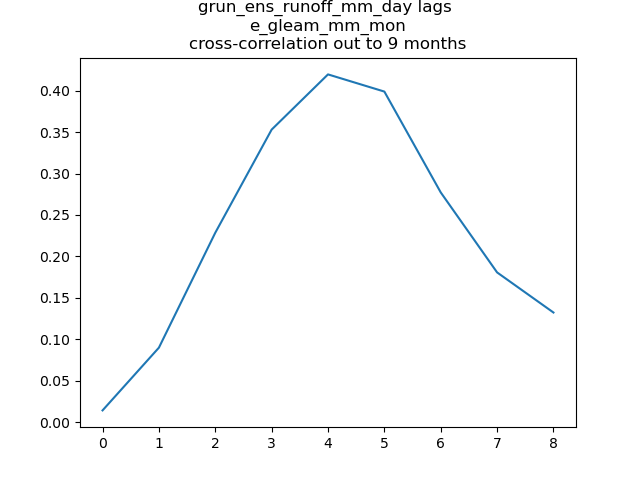 grun_ens_runoff_mm_day lags
e_gleam_mm_mon
cross-correlation out to 9 months
0.40
0.35
0.30
0.25
0.20
0.15
0.10
0.05
0.00
0 1 2 3 4 5 6 7 8